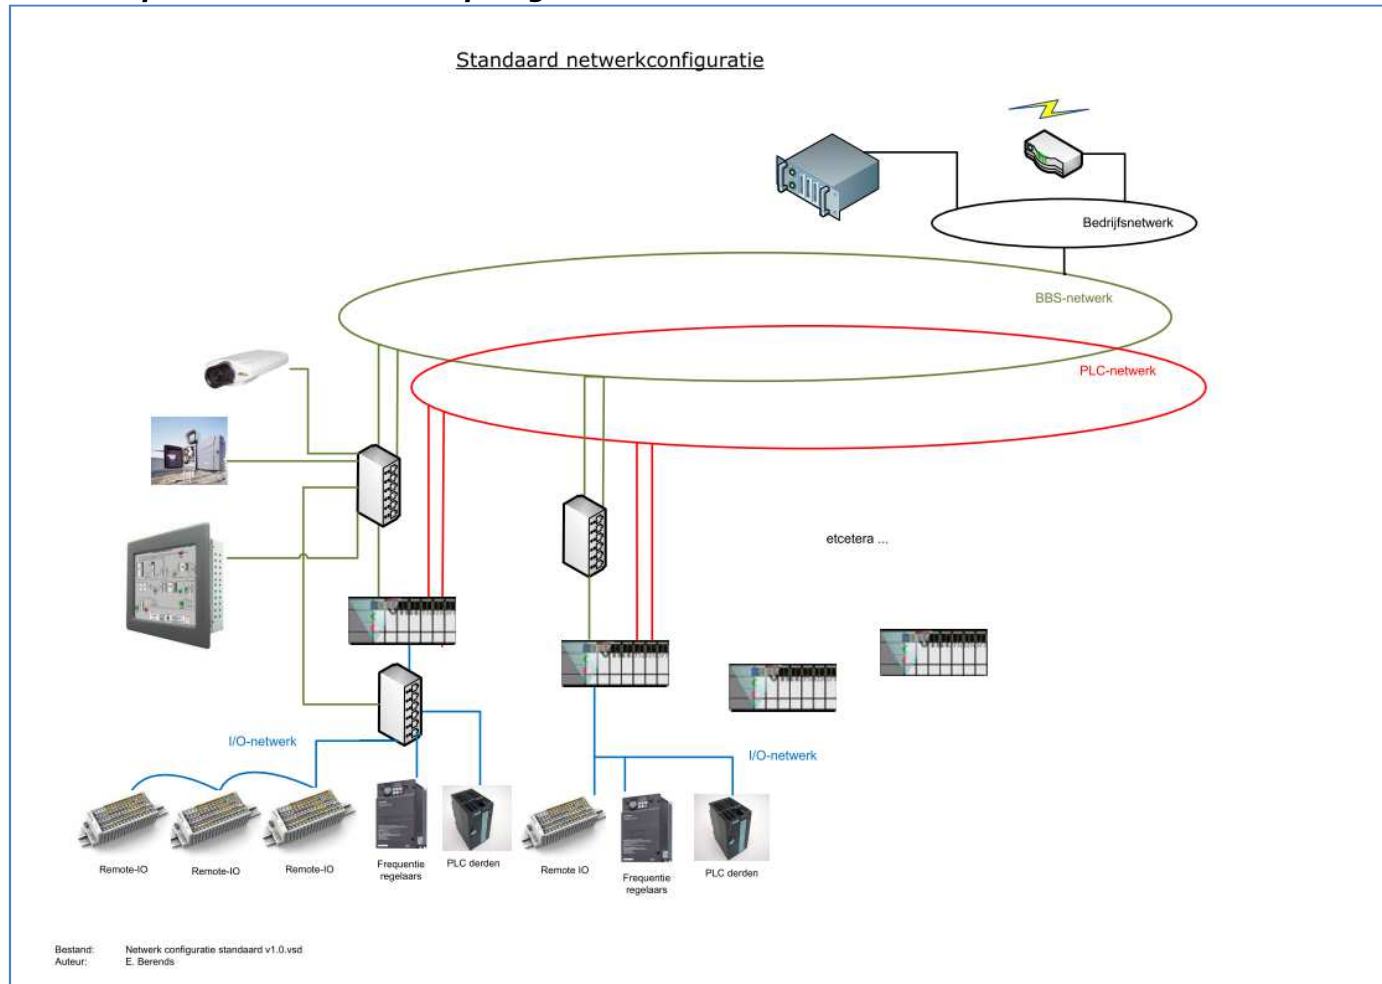 Standaard netwerkconfiguratie
Bedrijfsnetwerk
BBS-netwerk
PLC-netwerk
etcetera ...
I/O-netwerk
I/O-netwerk
Remote-IO
Remote-IO
Remote-IO
Frequentie
regelaars
PLC derden
Remote IO
Frequentie
regelaars
PLC derden
Bestand: Netwerk configuratie standaard v1.0.vsd
Auteur: E. Berends